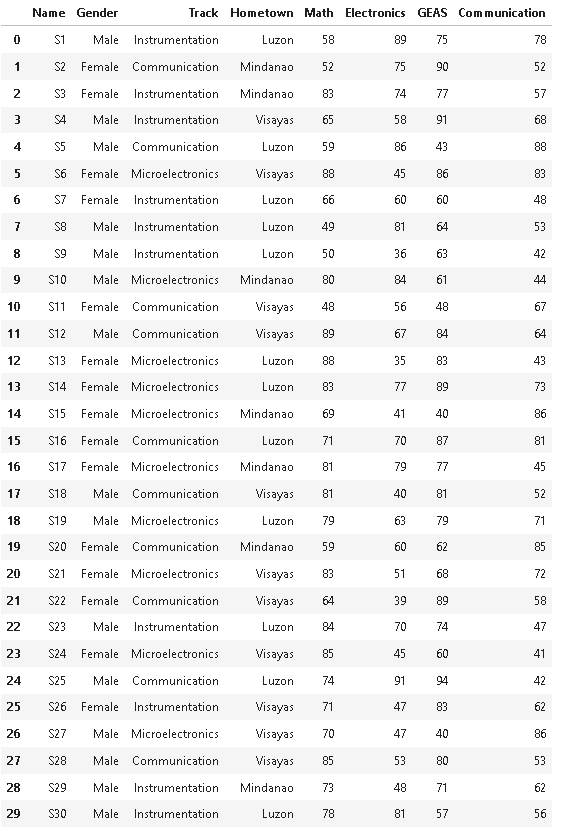 Name Gender Track Hometown Math Electronics GEAS Communication
0 S1 Male Instrumentation Luzon 58 89 75 78
1 S2 Female Communication Mindanao 52 75 90 52
2 S3 Female Instrumentation Mindanao 83 74 77 57
3 S4 Male Instrumentation Visayas 65 58 91 68
4 S5 Male Communication Luzon 59 86 43 88
5 S6 Female Microelectronics Visayas 88 45 86 83
6 S7 Female Instrumentation Luzon 66 60 60 48
7 S8 Male Instrumentation Luzon 49 81 64 53
8 S9 Male Instrumentation Luzon 50 36 63 42
9 S10 Male Microelectronics Mindanao 80 84 61 44
10 S11 Female Communication Visayas 48 56 48 67
11 S12 Male Communication Visayas 89 67 84 64
12 S13 Female Microelectronics Luzon 88 35 83 43
13 S14 Female Microelectronics Luzon 83 77 89 73
14 S15 Female Microelectronics Mindanao 69 41 40 86
15 S16 Female Communication Luzon 71 70 87 81
16 S17 Female Microelectronics Mindanao 81 79 77 45
17 S18 Male Communication Visayas 81 40 81 52
18 S19 Male Microelectronics Luzon 79 63 79 71
19 S20 Female Communication Mindanao 59 60 62 85
20 S21 Female Microelectronics Visayas 83 51 68 72
21 S22 Female Communication Visayas 64 39 89 58
22 S23 Male Instrumentation Luzon 84 70 74 47
23 S24 Female Microelectronics Visayas 85 45 60 41
24 S25 Male Communication Luzon 74 91 94 42
25 S26 Female Instrumentation Visayas 71 47 83 62
26 S27 Male Microelectronics Visayas 70 47 40 86
27 S28 Male Communication Visayas 85 53 80 53
28 S29 Male Instrumentation Mindanao 73 48 71 62
29 S30 Male Instrumentation Luzon 78 81 57 56